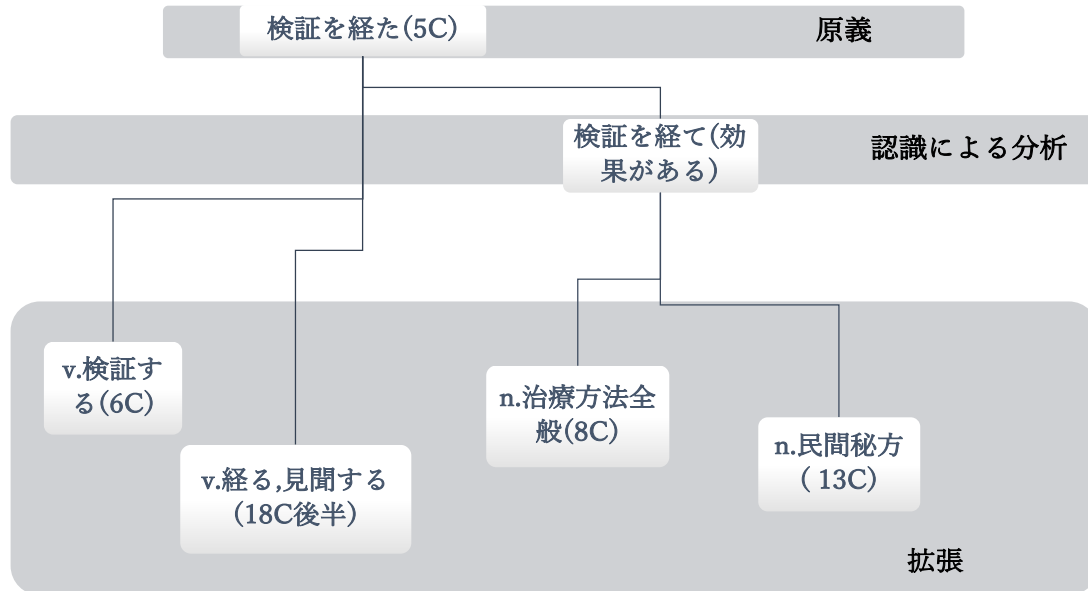 検証を経た(5C)
原義
検証を経て(効
果がある)
認識による分析
v.検証す
る(6C)
v.経る,見聞する
(18C後半)
n.治療方法全
般(8C)
n.民間秘方
( 13C)
拡張